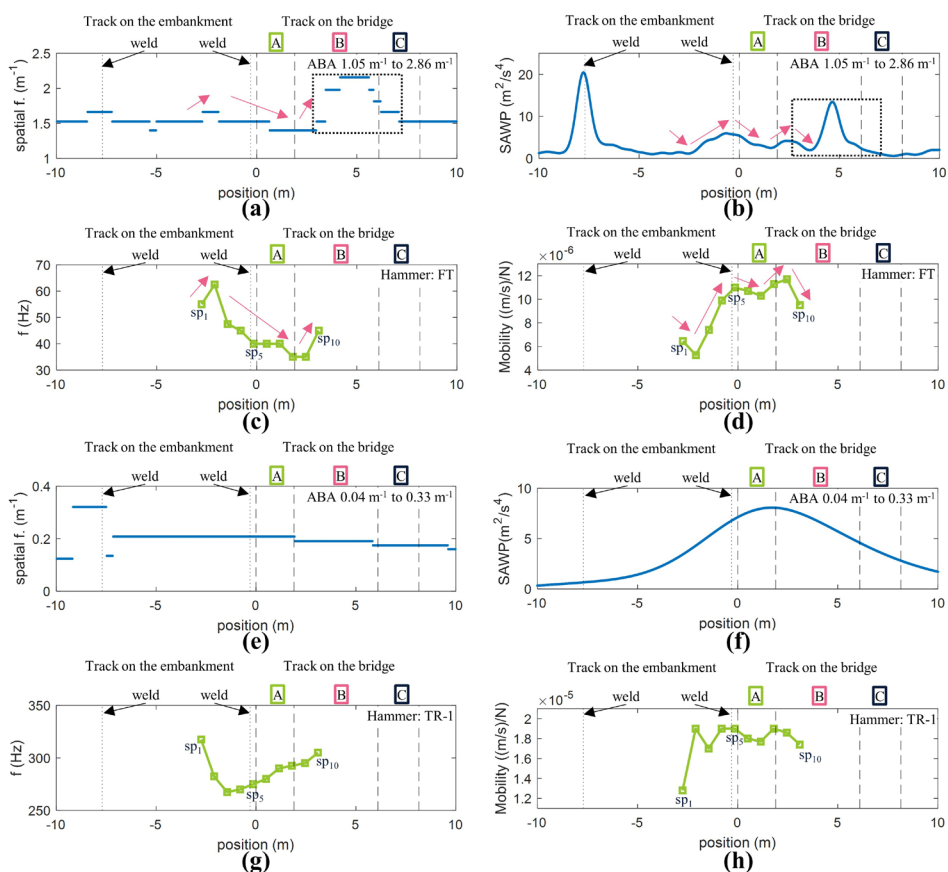 Track on the embankment
Track on the bridge
weld
weld
A
B
C
ABA 1.05 m⁻¹ to 2.86 m⁻¹
spatial f. (m⁻¹)
2.5
2
1.5
1
-10 -5 0 5 10
position (m)
(a)
Track on the embankment
Track on the bridge
weld
weld
A
B
C
ABA 1.05 m⁻¹ to 2.86 m⁻¹
SAWP (m²/s⁴)
20
10
0
-10 -5 0 5 10
position (m)
(b)
Track on the embankment
Track on the bridge
weld
weld
A
B
C
Hammer: FT
f (Hz)
70
60
50
40
30
sp₁
sp₅
sp₁₀
-10 -5 0 5 10
position (m)
(c)
Track on the embankment
Track on the bridge
×10⁻⁶
weld
weld
A
B
C
Hammer: FT
Mobility ((m/s)/N)
12
10
8
6
4
sp₁
sp₅
sp₁₀
-10 -5 0 5 10
position (m)
(d)
Track on the embankment
Track on the bridge
weld
weld
A
B
C
ABA 0.04 m⁻¹ to 0.33 m⁻¹
spatial f. (m⁻¹)
0.4
0.2
0
-10 -5 0 5 10
position (m)
(e)
Track on the embankment
Track on the bridge
weld
weld
A
B
C
ABA 0.04 m⁻¹ to 0.33 m⁻¹
SAWP(m²/s⁴)
10
5
0
-10 -5 0 5 10
position (m)
(f)
Track on the embankment
Track on the bridge
weld
weld
A
B
C
Hammer: TR-1
f (Hz)
350
300
250
sp₁
sp₅
sp₁₀
-10 -5 0 5 10
position (m)
(g)
Track on the embankment
Track on the bridge
×10⁻⁵
weld
weld
A
B
C
Hammer: TR-1
Mobility ((m/s)/N)
2
1.8
1.6
1.4
1.2
sp₁
sp₅
sp₁₀
-10 -5 0 5 10
position (m)
(h)